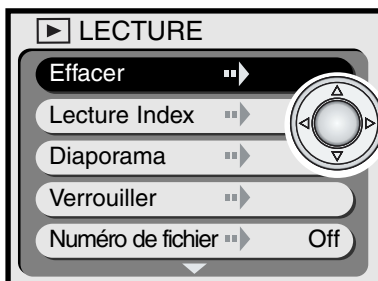 LECTURE
Effacer
Lecture Index
Diaporama
Verrouiller
Numéro de fichier Off